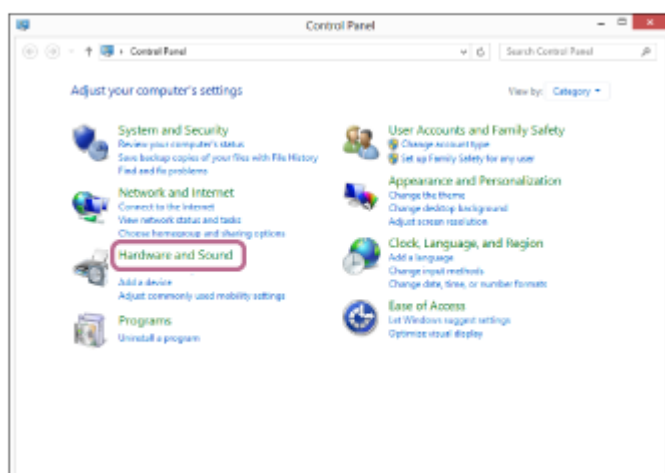 Control Panel
Control Panel
Search Control Panel
Adjust your computer's settings
View by: Category
System and Security
Review your computer's status
Save backup copies of your files with File History
Find and fix problems
Network and Internet
Connect to the Internet
View network status and tasks
Choose homegroup and sharing options
Hardware and Sound
Add a device
Adjust commonly used mobility settings
Programs
Uninstall a program
User Accounts and Family Safety
Change account type
Set up Family Safety for any user
Appearance and Personalization
Change the theme
Change desktop background
Adjust screen resolution
Clock, Language, and Region
Add a language
Change input methods
Change date, time, or number formats
Ease of Access
Let Windows suggest settings
Optimize visual display